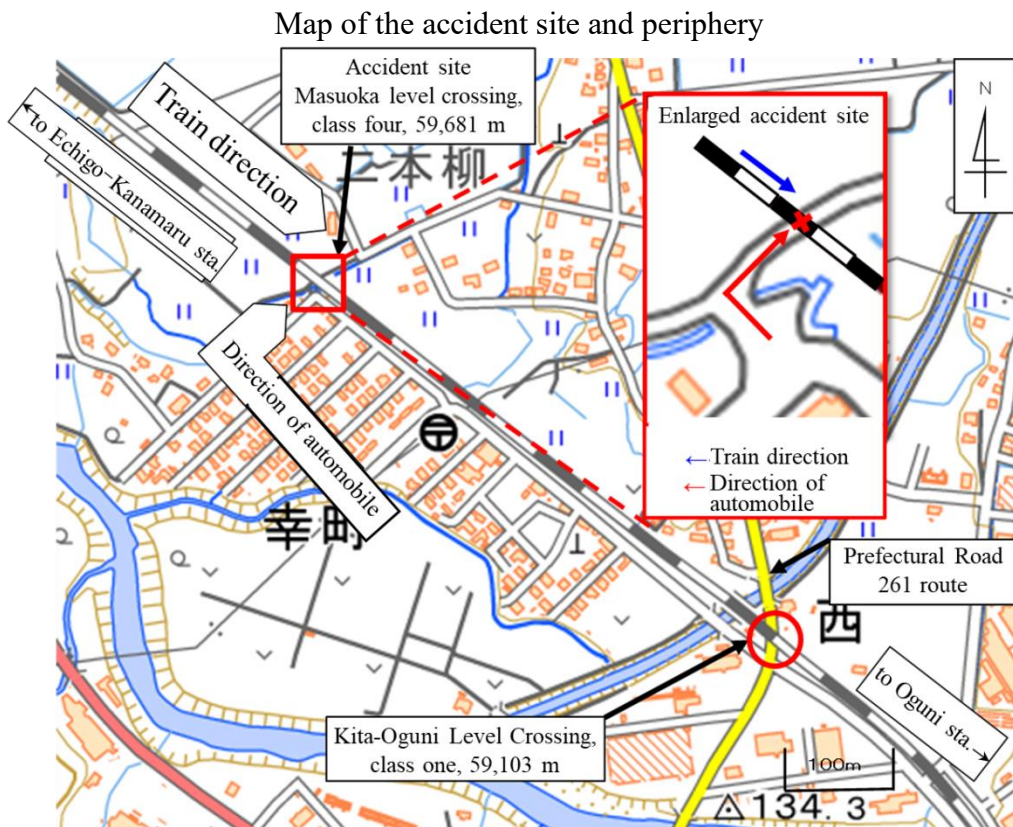 Map of the accident site and periphery
Accident site
Masuoka level crossing,
class four, 59,681 m
Train direction
to Echigo-Kanamaru sta.
二本柳
Enlarged accident site
N
←Train direction
←Direction of
automobile
Direction of automobile
幸町
Prefectural Road
261 route
西
to Oguni sta.
Kita-Oguni Level Crossing,
class one, 59,103 m
100m
134. 3